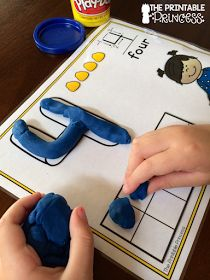 THE PRINTABLE
Princess
Play-Doh
four
4